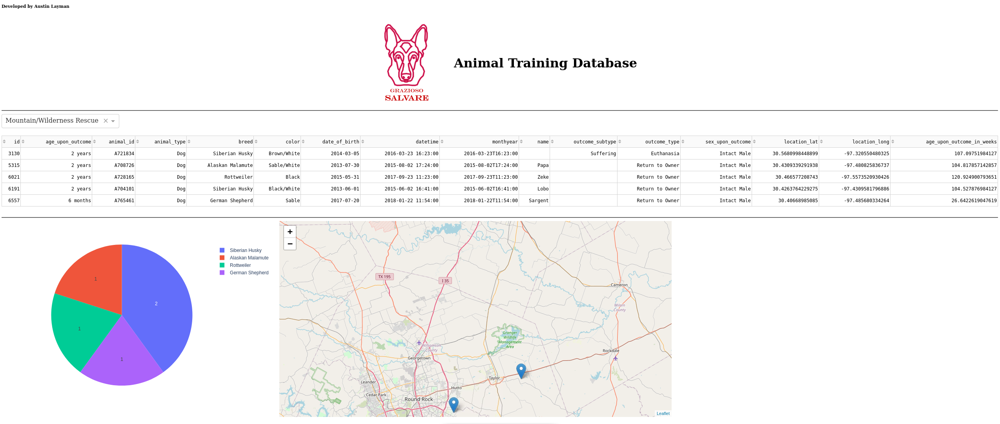 Developed by Austin Layman
GRAZIOSO
SALVARE
Animal Training Database
Mountain/Wilderness Rescue
id age_upon_outcome animal_id animal_type breed color date_of_birth datetime monthyear name outcome_subtype outcome_type sex_upon_outcome location_lat location_long age_upon_outcome_in_weeks
3130 2 years A721834 Dog Siberian Husky Brown/White 2014-03-05 2016-03-23 16:23:00 2016-03-23T16:23:00 Suffering Euthanasia Intact Male 30.5680998448899 -97.320550480325 107.09751984127
5315 2 years A708726 Dog Alaskan Malamute Sable/White 2013-07-30 2015-08-02 17:24:00 2015-08-02T17:24:00 Papa Return to Owner Intact Male 30.4309339291938 -97.480825836737 104.817857142857
6021 2 years A728165 Dog Rottweiler Black 2015-05-31 2017-09-23 11:23:00 2017-09-23T11:23:00 Zeke Return to Owner Intact Male 30.466577208743 -97.5573520930426 120.924900793651
6191 2 years A704101 Dog Siberian Husky Black/White 2013-06-01 2015-06-02 16:41:00 2015-06-02T16:41:00 Lobo Return to Owner Intact Male 30.4263764229275 -97.4309581796886 104.527876984127
6557 6 months A765461 Dog German Shepherd Sable 2017-07-20 2018-01-22 11:54:00 2018-01-22T11:54:00 Sargent Return to Owner Intact Male 30.40668985085 -97.485680334264 26.6422619047619
Siberian Husky
Alaskan Malamute
Rottweiler
German Shepherd
1
2
1
1
+
−
TX 195
I 35
Cameron
Milam
County
Granger
Wildlife
Management
Area
Williamson
County
Rockdale
Georgetown
Taylor
Leander
Hutto
Cedar Park
Round Rock
Leaflet